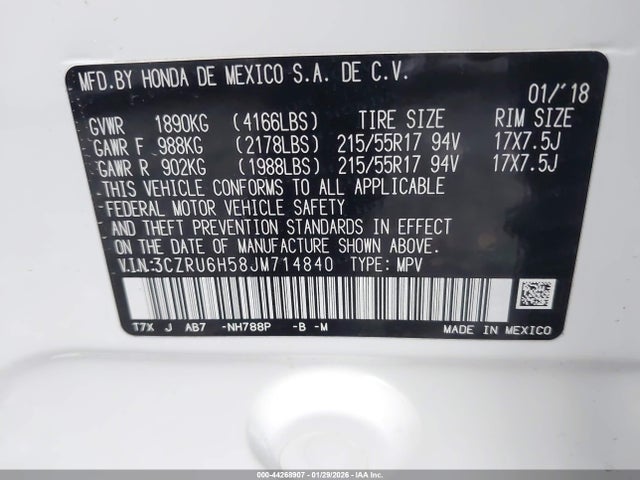 MFD.BY HONDA DE MEXICO S.A. DE C.V.
01/'18
GVWR 1890KG (4166LBS) TIRE SIZE RIM SIZE
GAWR F 988KG (2178LBS) 215/55R17 94V 17X7.5J
GAWR R 902KG (1988LBS) 215/55R17 94V 17X7.5J
THIS VEHICLE CONFORMS TO ALL APPLICABLE
FEDERAL MOTOR VEHICLE SAFETY
AND THEFT PREVENTION STANDARDS IN EFFECT
ON THE DATE OF MANUFACTURE SHOWN ABOVE.
V.I.N:3CZRU6H58JM714840 TYPE: MPV
T7X J AB7 -NH788P -B -M MADE IN MEXICO
000-44268907 - 01/29/2026 - IAA Inc.